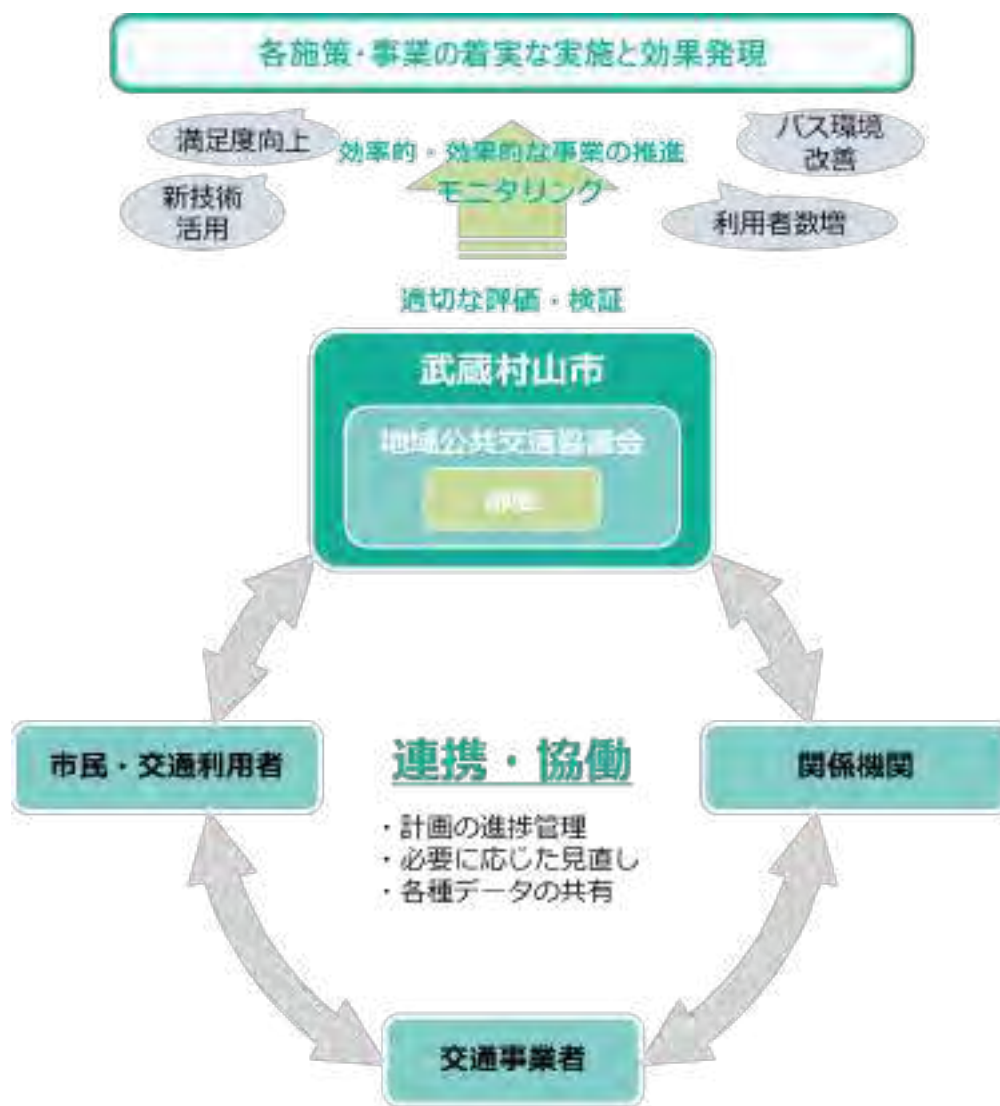 各施策・事業の着実な実施と効果発現
満足度向上
効率的・効果的な事業の推進
モニタリング
バス環境
改善
新技術
活用
利用者数増
適切な評価・検証
武蔵村山市
地域公共交通協議会
市民・交通利用者
連携・協働
関係機関
・計画の進捗管理
・必要に応じた見直し
・各種データの共有
交通事業者